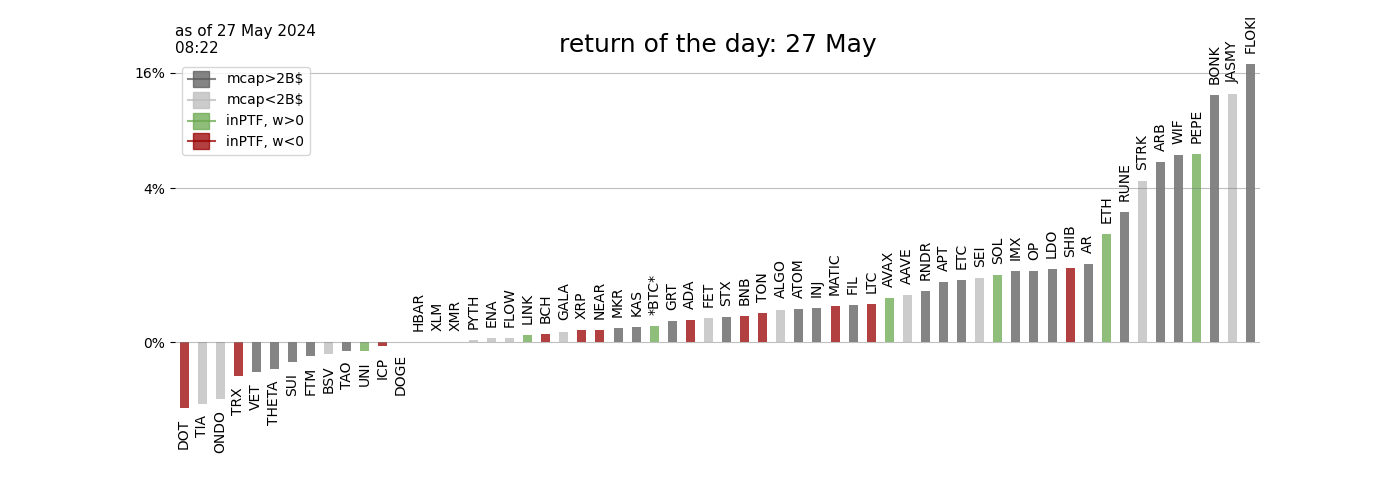 as of 27 May 2024
08:22
return of the day: 27 May
mcap>2B$
mcap<2B$
inPTF, w>0
inPTF, w<0
16%
4%
0%
DOT
TIA
ONDO
TRX
VET
THETA
SUI
FTM
BSV
TAO
UNI
ICP
DOGE
HBAR
XLM
XMR
PYTH
ENA
FLOW
LINK
BCH
GALA
XRP
NEAR
MKR
KAS
*BTC*
GRT
ADA
FET
STX
BNB
TON
ALGO
ATOM
INJ
MATIC
FIL
LTC
AVAX
AAVE
RNDR
APT
ETC
SEI
SOL
IMX
OP
LDO
SHIB
AR
ETH
RUNE
STRK
ARB
WIF
PEPE
BONK
JASMY
FLOKI